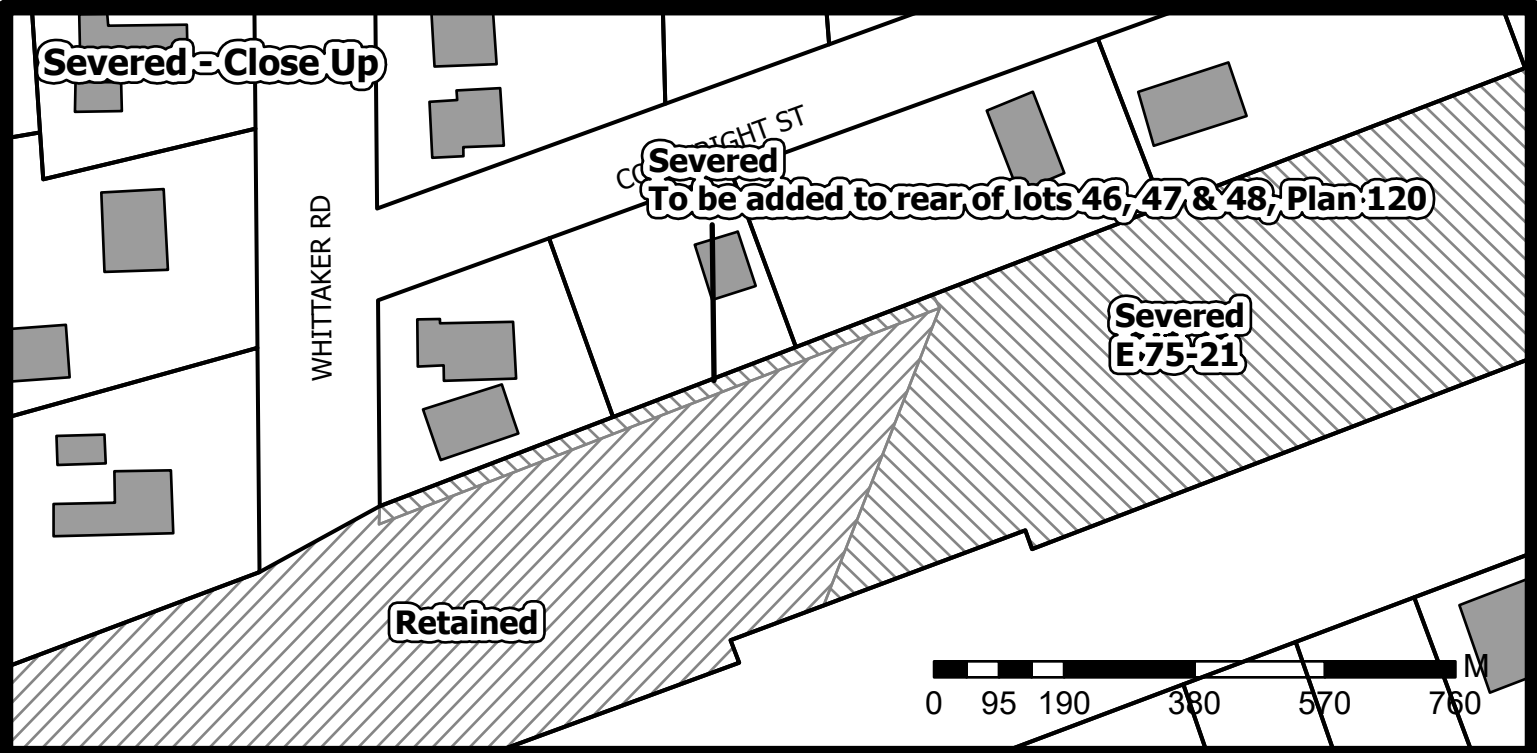 Severed - Close Up
ST
Severed
To be added to rear of lots 46, 47 & 48, Plan 120
WHITTAKER RD
Severed
E 75-21
Retained
M
0 95 190 380 570 760